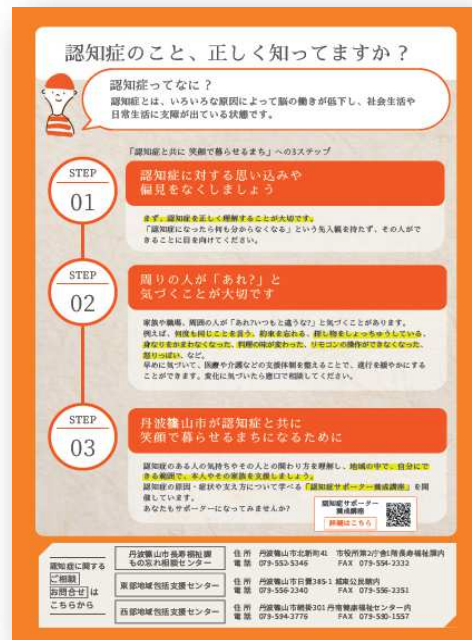 認知症のこと、正しく知ってますか？
認知症ってなに？
認知症とは、いろいろな原因によって脳の働きが低下し、社会生活や
日常生活に支障が出ている状態です。
「認知症と共に 笑顔で暮らせるまち」への3ステップ
STEP
01
認知症に対する思い込みや
偏見をなくしましょう
まず、認知症を正しく理解することが大切です。
「認知症になったら何も分からなくなる」という先入観を持たず、その人がで
きることに目を向けてください。
STEP
02
周りの人が「あれ?」と
気づくことが大切です
家族や職場、周囲の人が「あれ?いつもと違うな?」と気づくことがあります。
例えば、何度も同じことを言う、約束を忘れる、探し物をしょっちゅうしている、
身なりをかまわなくなった、料理の味が変わった、リモコンの操作ができなくなった、
怒りっぽい、など。
早めに気づいて、医療や介護などの支援体制を整えることで、進行を緩やかにする
ことができます。変化に気づいたら窓口で相談してください。
STEP
03
丹波篠山市が認知症と共に
笑顔で暮らせるまちになるために
認知症のある人の気持ちやその人との関わり方を理解し、地域の中で、自分にで
きる範囲で、本人やその家族を支援しましょう。
認知症の原因・症状や支え方について学べる「認知症サポーター養成講座」を開
催しています。
あなたもサポーターになってみませんか?
認知症サポーター
養成講座
詳細はこちら
認知症に関する
ご相談
お問合せは
こちらから
丹波篠山市長寿福祉課
もの忘れ相談センター
住所 丹波篠山市北新町41 市役所第2庁舎1階長寿福祉課内
電話 079-552-5346 FAX 079-554-2332
東部地域包括支援センター
住所 丹波篠山市日置385-1 城東公民館内
電話 079-556-2340 FAX 079-556-2351
西部地域包括支援センター
住所 丹波篠山市網掛301 丹南健康福祉センター内
電話 079-594-3776 FAX 079-590-1337